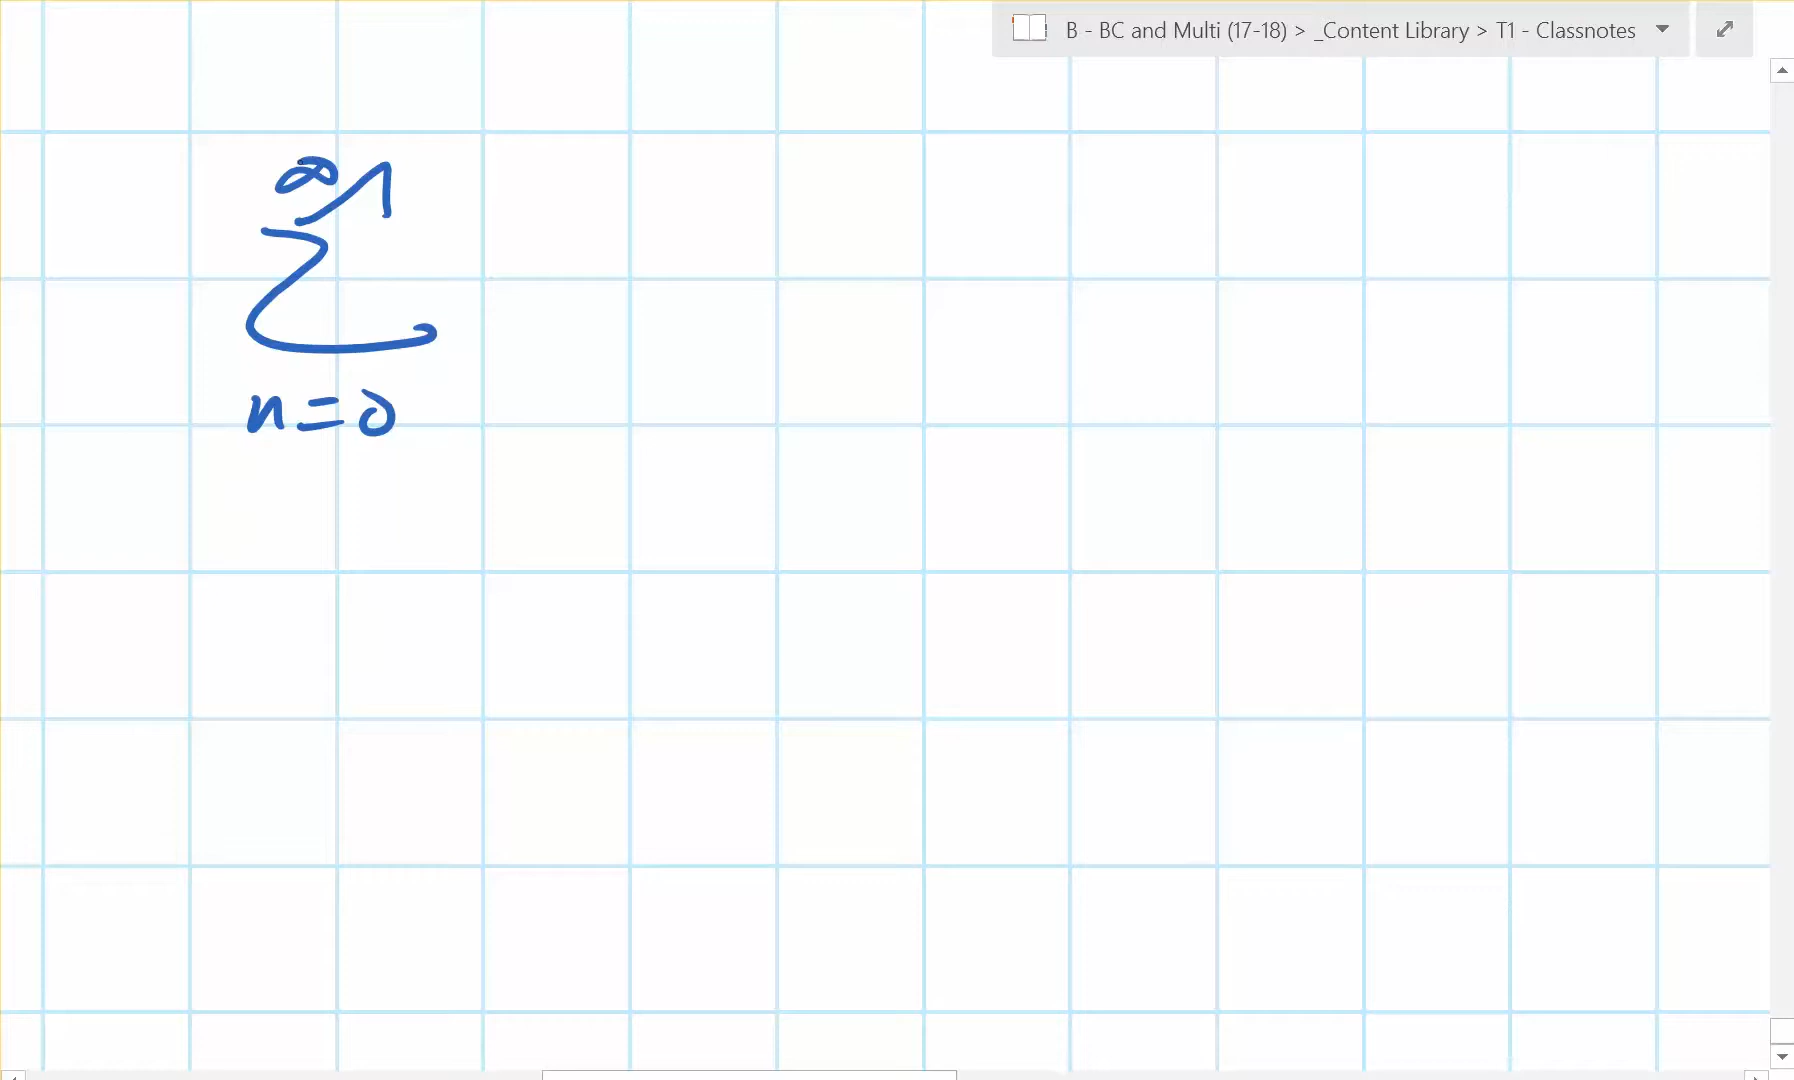 B - BC and Multi (17-18) > _Content Library > T1 - Classnotes
∞
∑
n=0